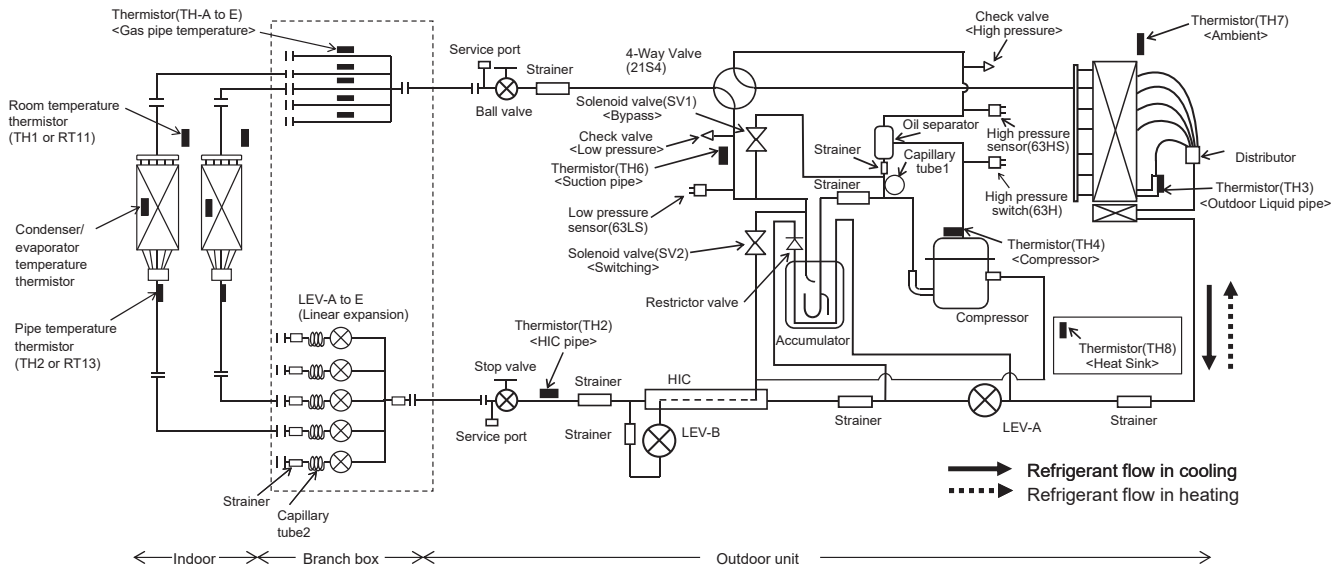 Thermistor(TH-A to E)
<Gas pipe temperature>
Service port
Strainer
Ball valve
4-Way Valve
(21S4)
Check valve
<High pressure>
Thermistor(TH7)
<Ambient>
Room temperature
thermistor
(TH1 or RT11)
Solenoid valve(SV1)
<Bypass>
Check valve
<Low pressure>
Thermistor(TH6)
<Suction pipe>
Oil separator
Strainer
Capillary
tube1
Strainer
High pressure
sensor(63HS)
High pressure
switch(63H)
Distributor
Thermistor(TH3)
<Outdoor Liquid pipe>
Low pressure
sensor(63LS)
Solenoid valve(SV2)
<Switching>
Thermistor(TH4)
<Compressor>
Condenser/
evaporator
temperature
thermistor
Restrictor valve
LEV-A to E
(Linear expansion)
Compressor
Accumulator
Pipe temperature
thermistor
(TH2 or RT13)
Thermistor(TH2)
<HIC pipe>
Thermistor(TH8)
<Heat Sink>
Stop valve
Strainer
HIC
Service port
Strainer
LEV-B
Strainer
LEV-A
Strainer
Strainer
Capillary
tube2
Refrigerant flow in cooling
Refrigerant flow in heating
Indoor
Branch box
Outdoor unit